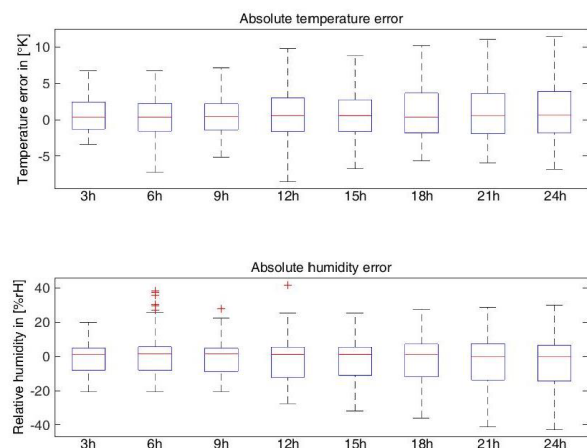 Absolute temperature error
Temperature error in [°K]
10
5
0
-5
3h 6h 9h 12h 15h 18h 21h 24h
Absolute humidity error
Relative humidity in [%rH]
40
20
0
-20
-40
3h 6h 9h 12h 15h 18h 21h 24h